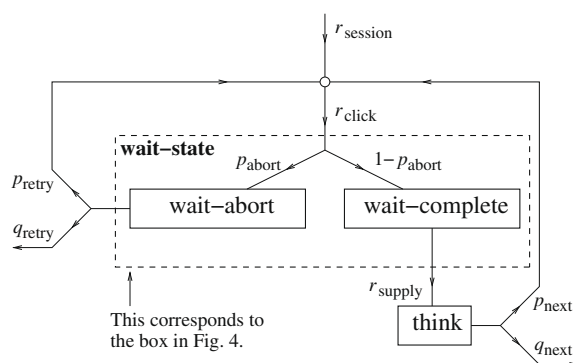 r_session
r_click
wait–state
p_abort
1–p_abort
p_retry
wait–abort
wait–complete
q_retry
r_supply
This corresponds to
the box in Fig. 4.
think
p_next
q_next